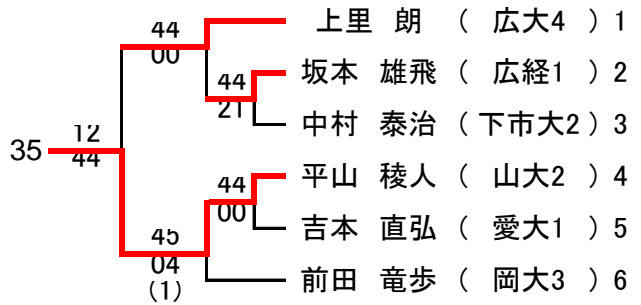 上里 朗 ( 広大4 ) 1
44
00
坂本 雄飛 ( 広経1 ) 2
44
21
中村 泰治 ( 下市大2 ) 3
35
12
44
平山 稜人 ( 山大2 ) 4
44
00
吉本 直弘 ( 愛大1 ) 5
45
04
(1)
前田 竜歩 ( 岡大3 ) 6